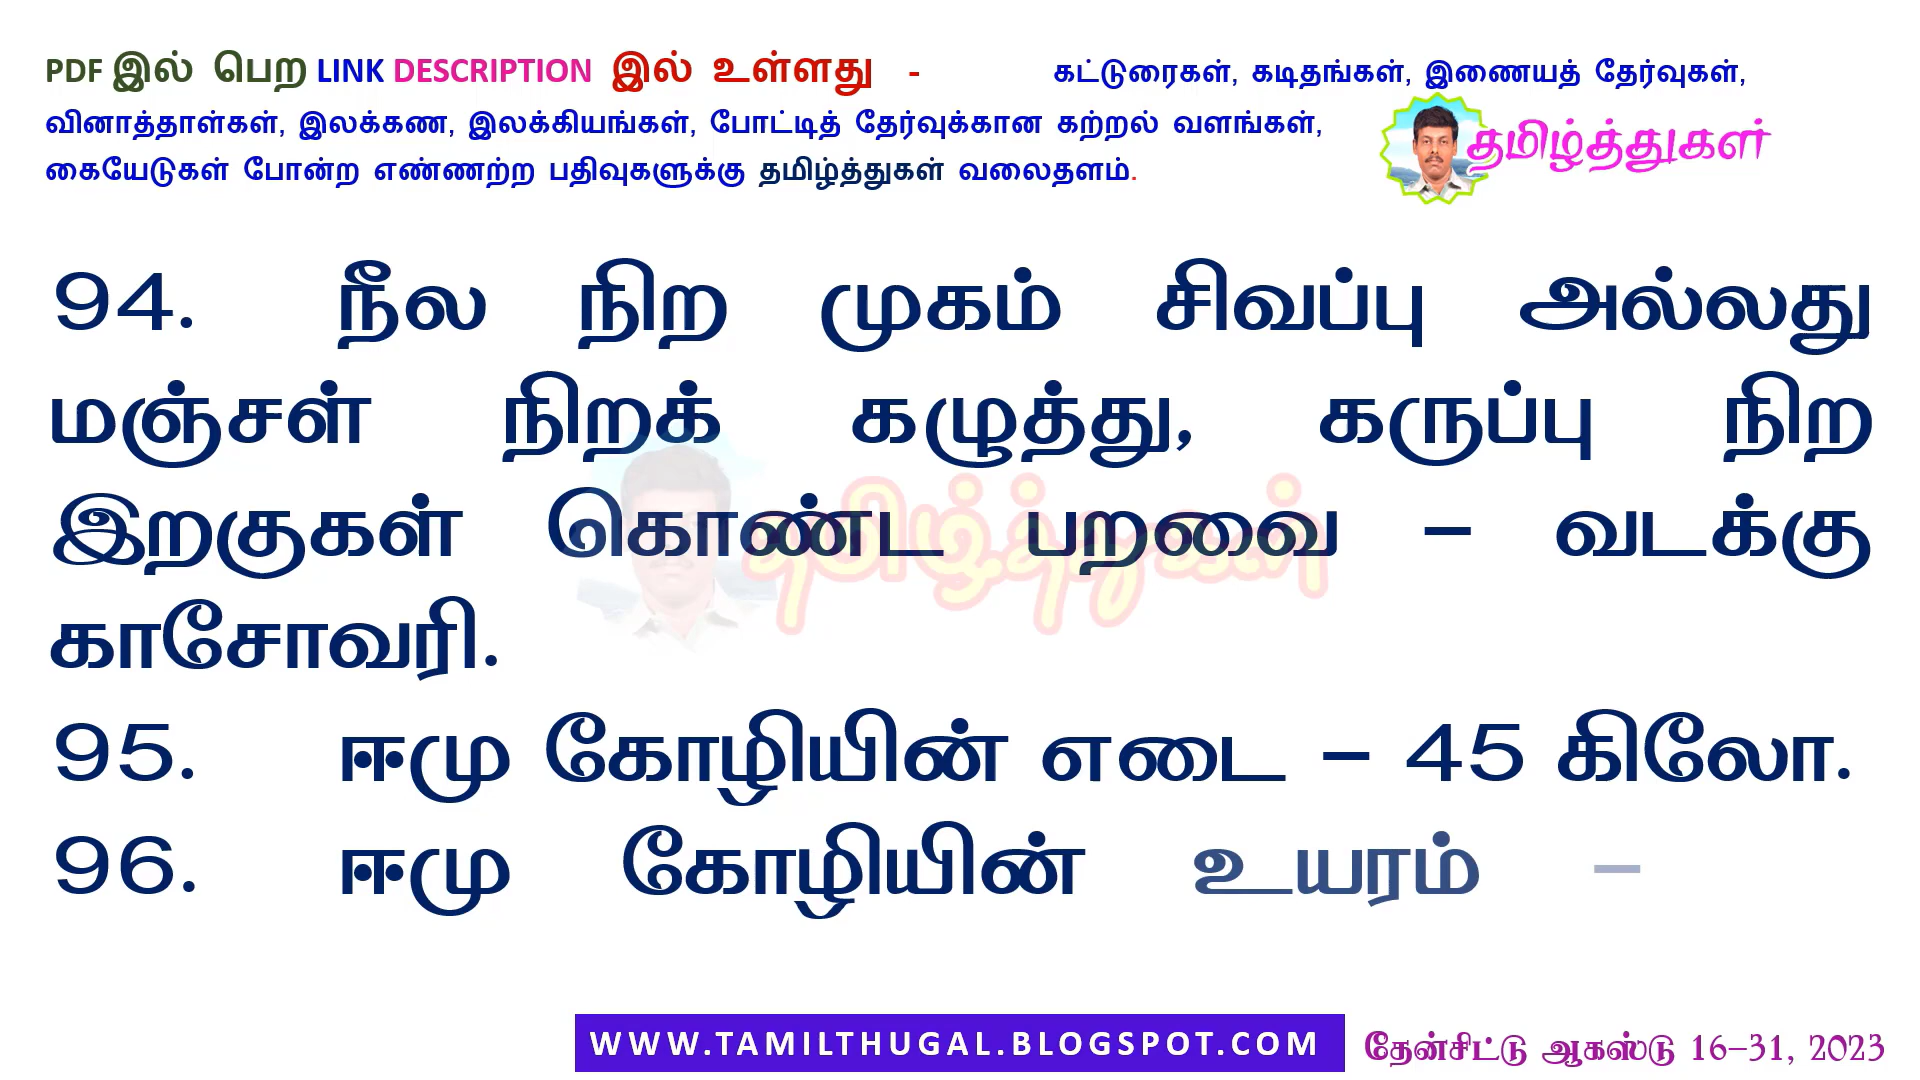 PDF இல் பெற LINK DESCRIPTION இல் உள்ளது - கட்டுரைகள், கடிதங்கள், இணையத் தேர்வுகள்,
வினாத்தாள்கள், இலக்கண, இலக்கியங்கள், போட்டித் தேர்வுக்கான கற்றல் வளங்கள்,
தமிழ்த்துகள்
கையேடுகள் போன்ற எண்ணற்ற பதிவுகளுக்கு தமிழ்த்துகள் வலைதளம்.
94. நீல நிற முகம் சிவப்பு அல்லது
மஞ்சள் நிறக் கழுத்து, கருப்பு நிற
இறகுகள் கொண்ட பறவை – வடக்கு
தமிழ்த்துகள்
காசோவரி.
95. ஈமு கோழியின் எடை – 45 கிலோ.
96. ஈமு கோழியின் உயரம் –
WWW.TAMILTHUGAL.BLOGSPOT.COM
தேன்சிட்டு ஆகஸ்டு 16–31, 2023